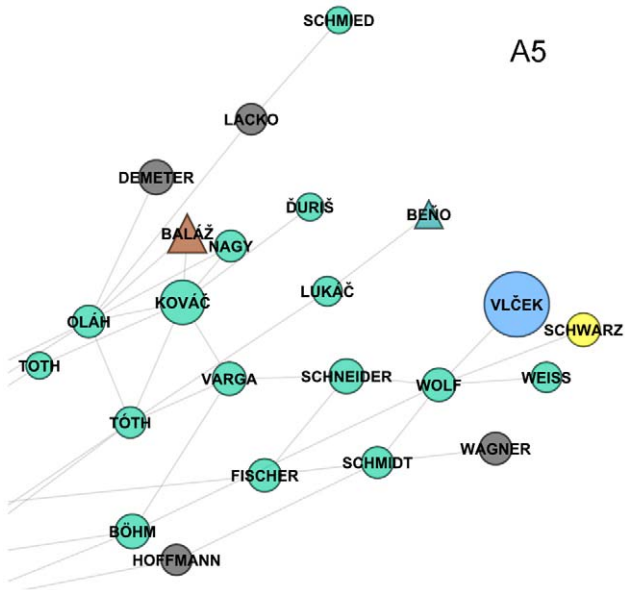 SCHMIED
A5
LACKO
DEMETER
ĎURIŠ
BEŇO
BALÁŽ
NAGY
KOVÁČ
LUKÁČ
VLČEK
OLÁH
SCHWARZ
TOTH
VARGA
SCHNEIDER
WOLF
WEISS
TÓTH
WAGNER
SCHMIDT
FISCHER
BÖHM
HOFFMANN